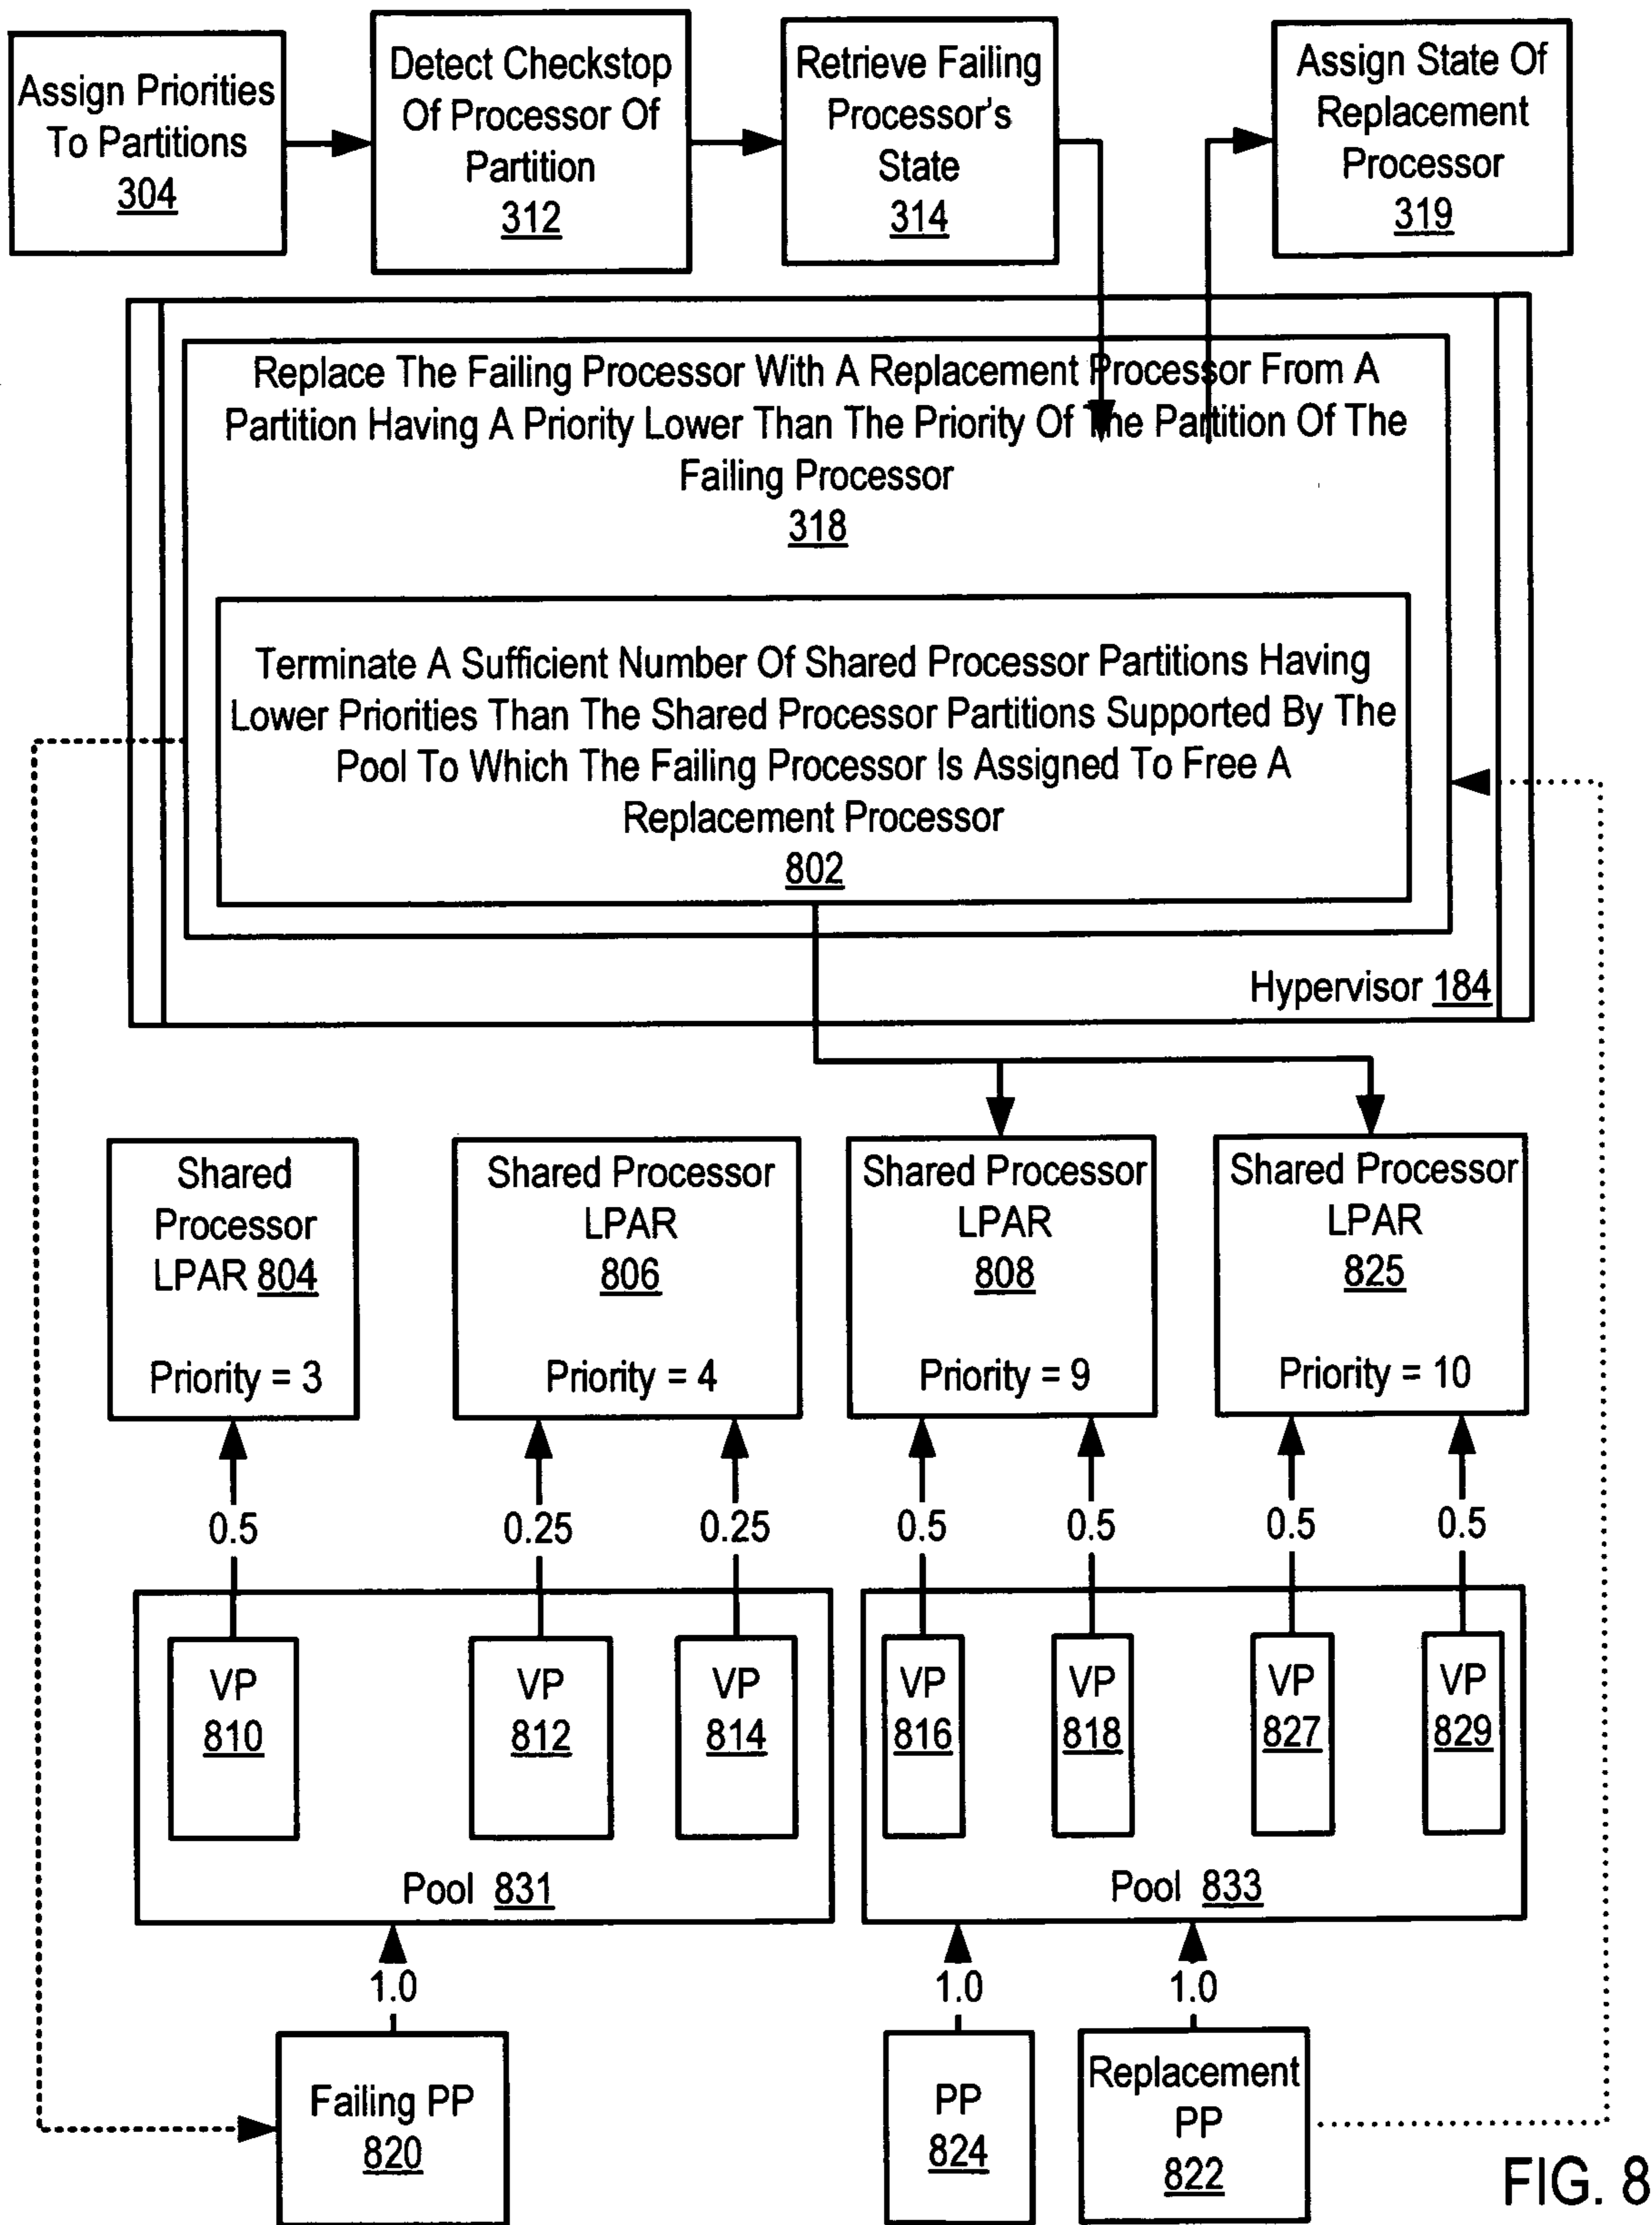 Assign Priorities
To Partitions
304
Detect Checkstop
Of Processor Of
Partition
312
Retrieve Failing
Processor's
State
314
Assign State Of
Replacement
Processor
319
Replace The Failing Processor With A Replacement Processor From A
Partition Having A Priority Lower Than The Priority Of The Partition Of The
Failing Processor
318
Terminate A Sufficient Number Of Shared Processor Partitions Having
Lower Priorities Than The Shared Processor Partitions Supported By The
Pool To Which The Failing Processor Is Assigned To Free A
Replacement Processor
802
Hypervisor 184
Shared
Processor
LPAR 804
Priority = 3
Shared Processor
LPAR
806
Priority = 4
Shared Processor
LPAR
808
Priority = 9
Shared Processor
LPAR
825
Priority = 10
0.5
0.25
0.25
0.5
0.5
0.5
0.5
VP
810
VP
812
VP
814
VP
816
VP
818
VP
827
VP
829
Pool 831
Pool 833
1.0
1.0
1.0
Failing PP
820
PP
824
Replacement
PP
822
FIG. 8